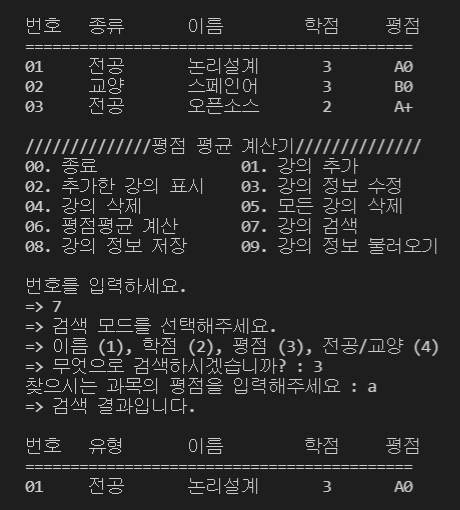 번호 종류 이름 학점 평점
===========================================
01 전공 논리설계 3 A0
02 교양 스페인어 3 B0
03 전공 오픈소스 2 A+
//////////////평점 평균 계산기//////////////
00. 종료 01. 강의 추가
02. 추가한 강의 표시 03. 강의 정보 수정
04. 강의 삭제 05. 모든 강의 삭제
06. 평점평균 계산 07. 강의 검색
08. 강의 정보 저장 09. 강의 정보 불러오기
번호를 입력하세요.
=> 7
=> 검색 모드를 선택해주세요.
=> 이름 (1), 학점 (2), 평점 (3), 전공/교양 (4)
=> 무엇으로 검색하시겠습니까? : 3
찾으시는 과목의 평점을 입력해주세요 : a
=> 검색 결과입니다.
번호 유형 이름 학점 평점
===========================================
01 전공 논리설계 3 A0